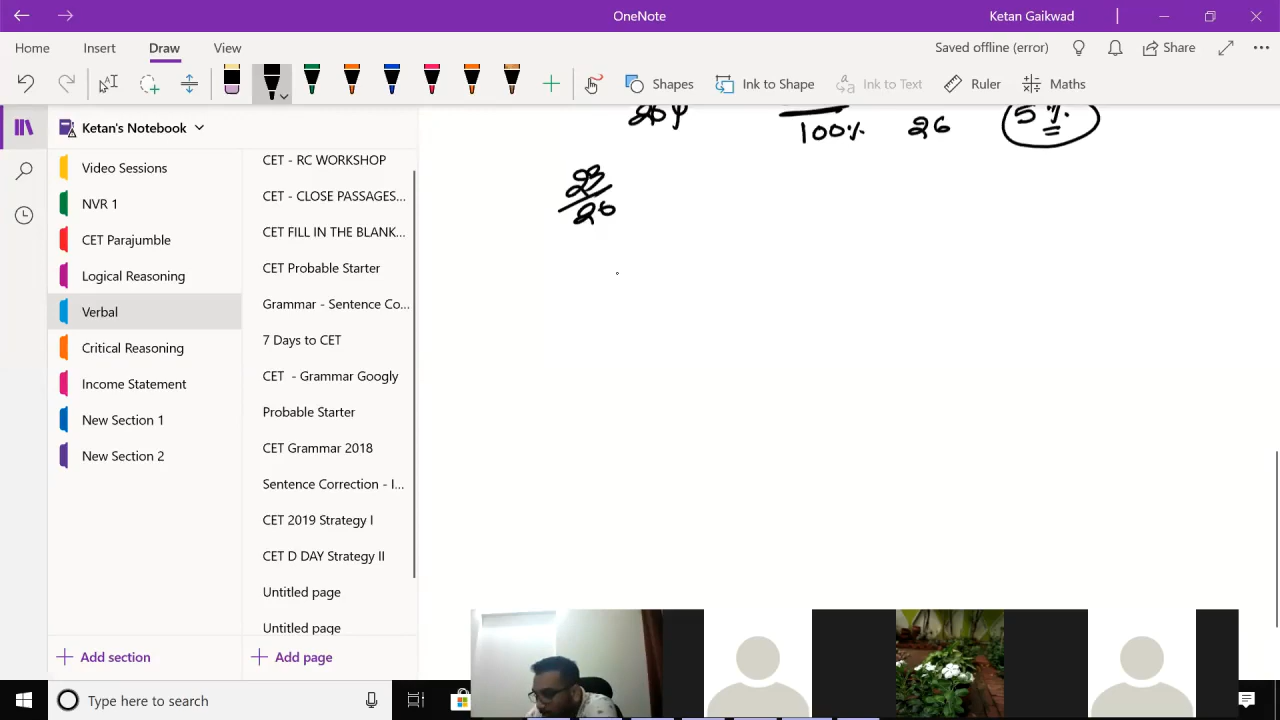 OneNote
Ketan Gaikwad
Home Insert Draw View
Saved offline (error)
Share
Shapes
Ink to Shape
Ink to Text
Ruler
Maths
Ketan's Notebook
Video Sessions
NVR 1
CET Parajumble
Logical Reasoning
Verbal
Critical Reasoning
Income Statement
New Section 1
New Section 2
Add section
CET - RC WORKSHOP
CET - CLOSE PASSAGES...
CET FILL IN THE BLANK...
CET Probable Starter
Grammar - Sentence Co...
7 Days to CET
CET - Grammar Googly
Probable Starter
CET Grammar 2018
Sentence Correction - I...
CET 2019 Strategy I
CET D DAY Strategy II
Untitled page
Untitled page
Add page
100% 26 5%
23
26
Type here to search